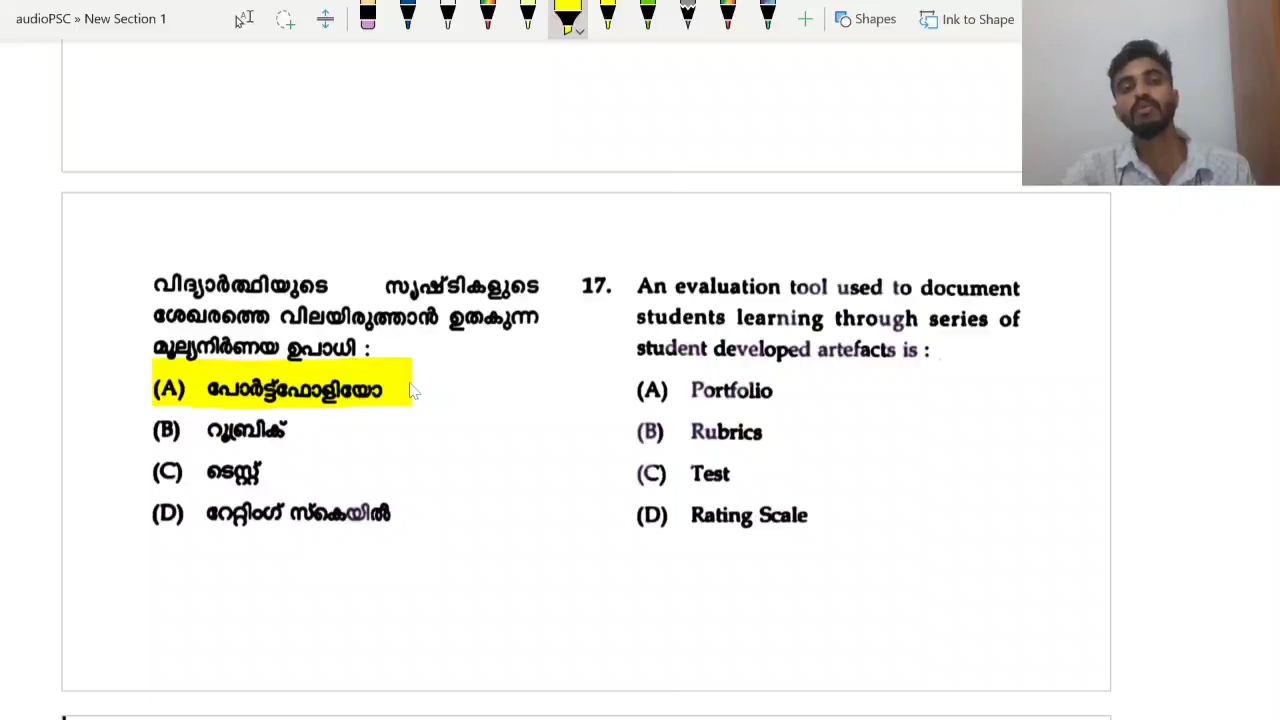 audioPSC » New Section 1
Shapes
Ink to Shape
വിദ്യാർത്ഥിയുടെ സൃഷ്ടികളുടെ
ശേഖരത്തെ വിലയിരുത്താൻ ഉതകുന്ന
മൂല്യനിർണയ ഉപാധി :
(A) പോർട്ട്ഫോളിയോ
(B) റൂബ്രിക്
(C) ടെസ്റ്റ്
(D) റേറ്റിംഗ് സ്കെയിൽ
17. An evaluation tool used to document
students learning through series of
student developed artefacts is :
(A) Portfolio
(B) Rubrics
(C) Test
(D) Rating Scale